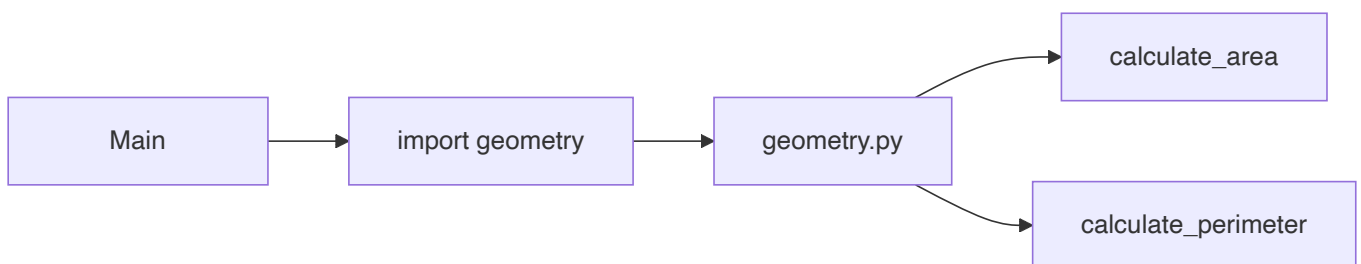 Main
import geometry
geometry.py
calculate_area
calculate_perimeter